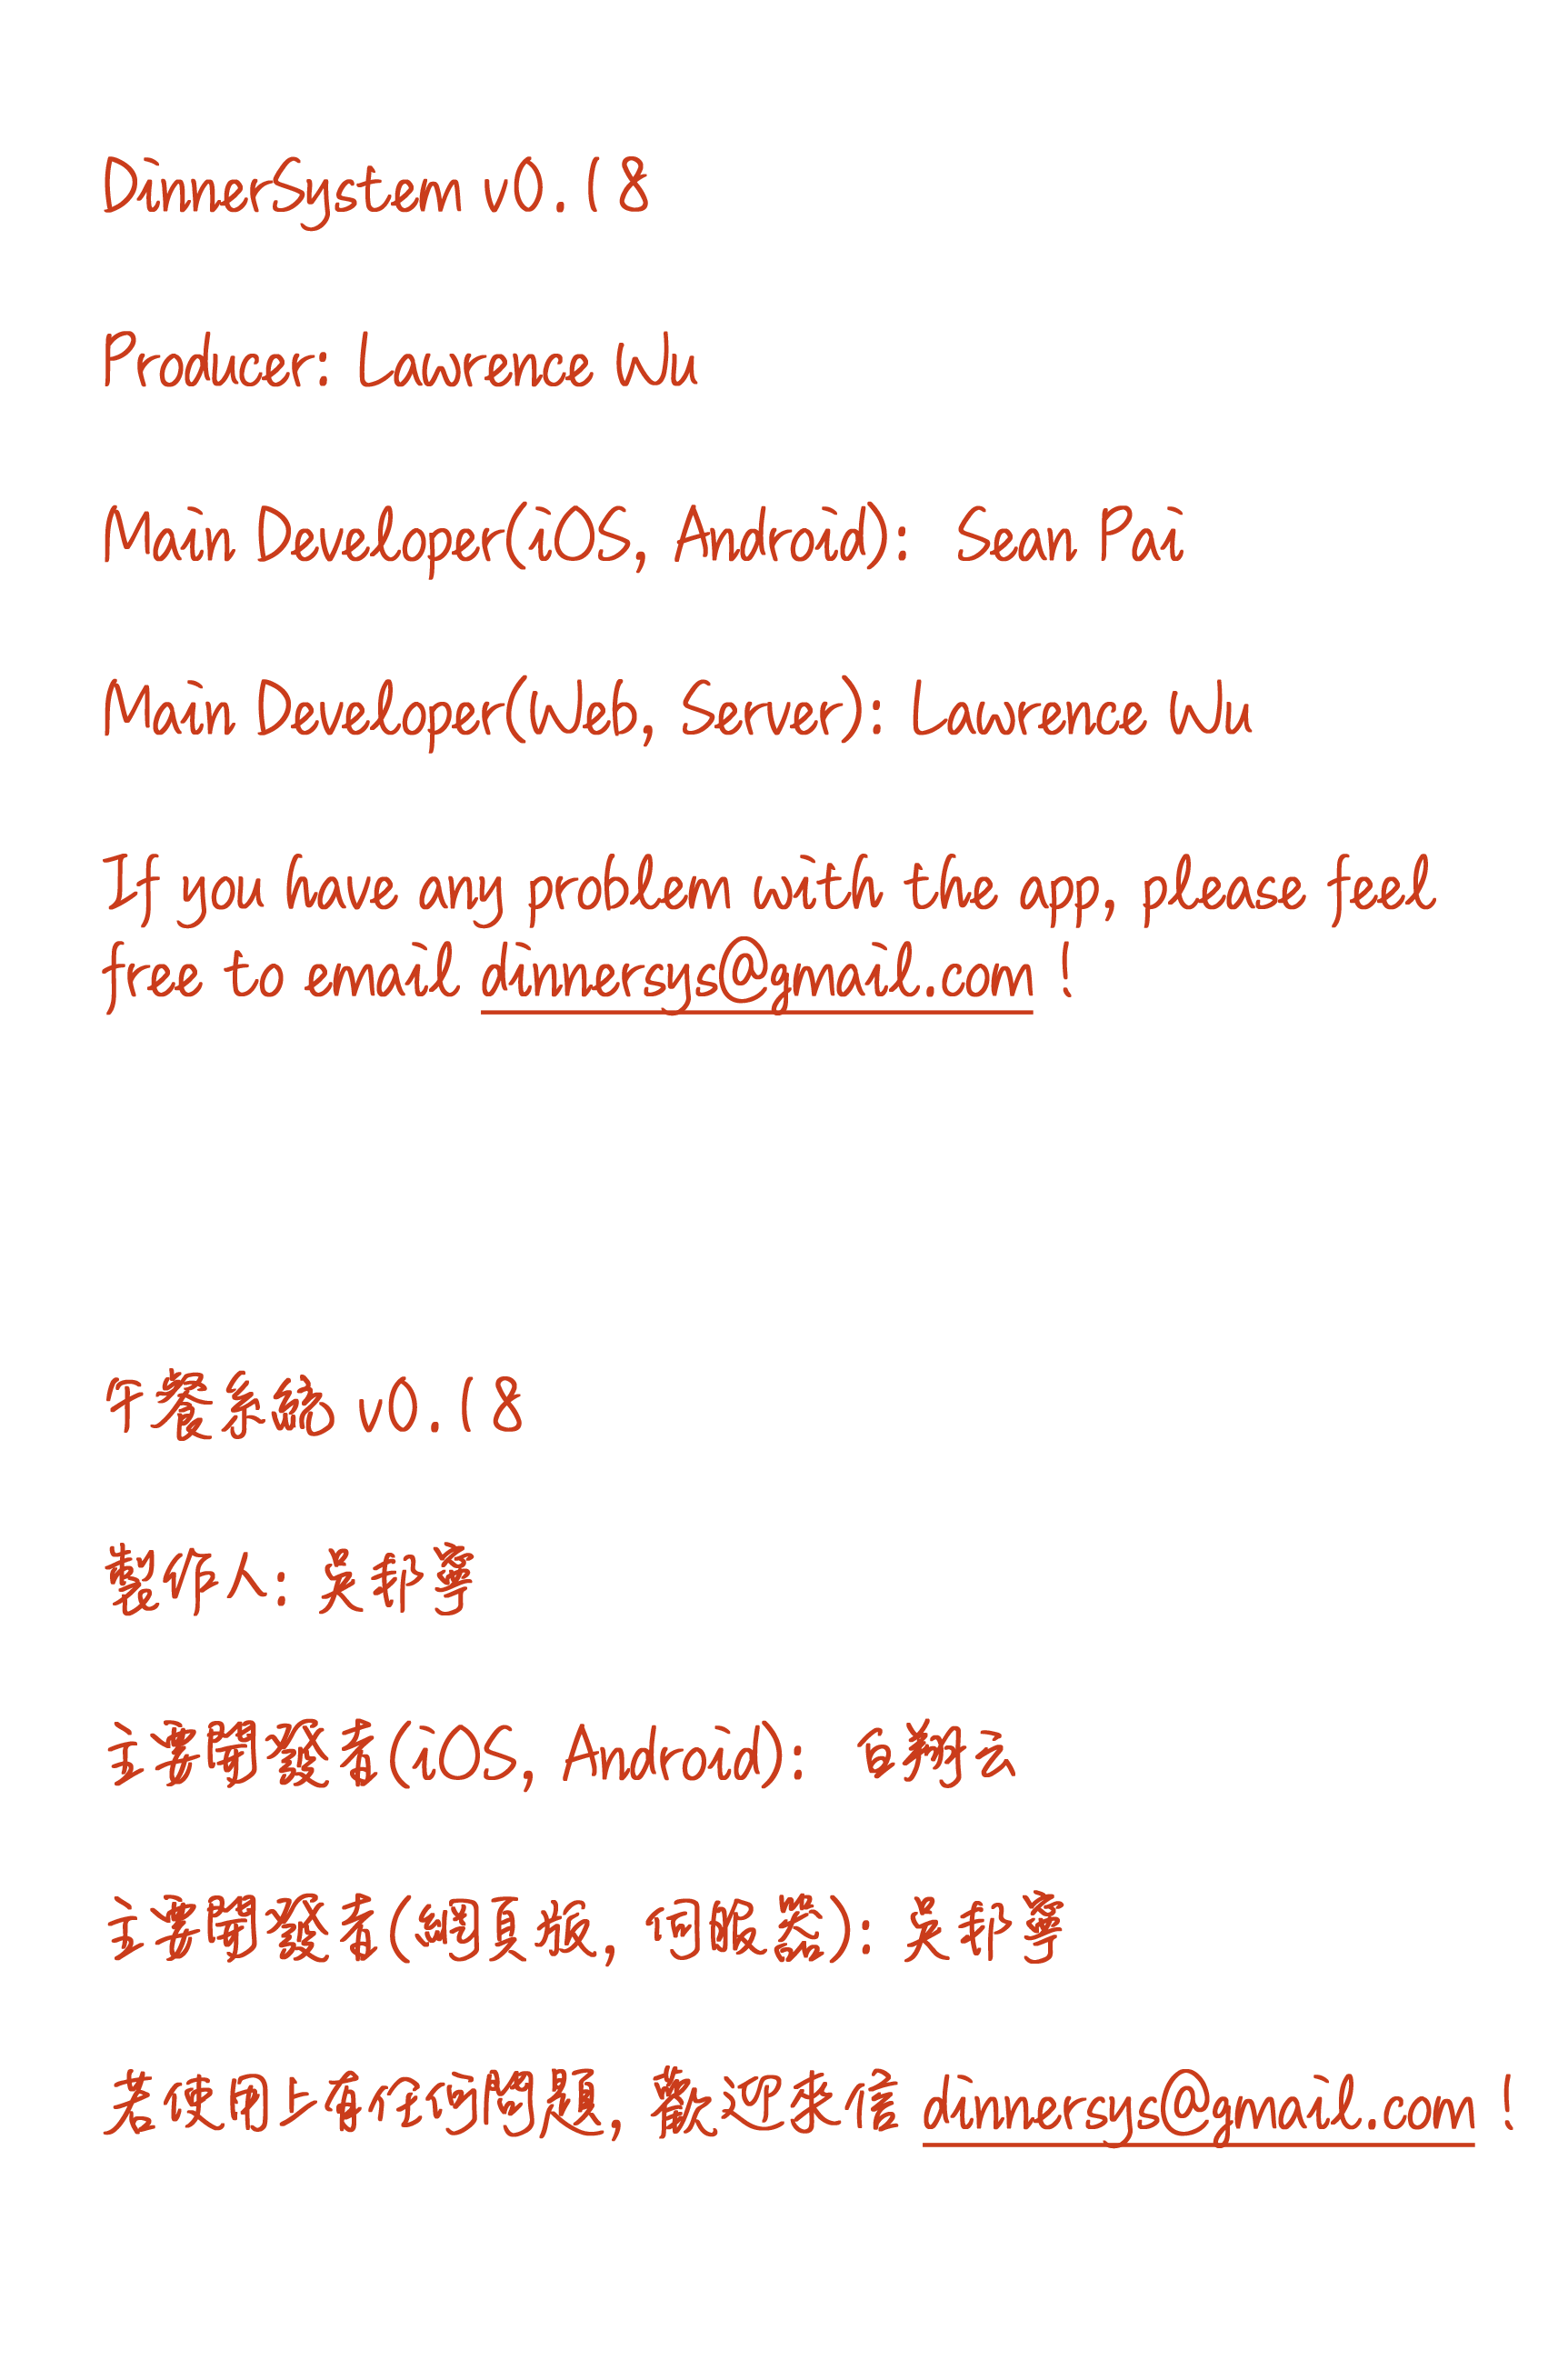 DinnerSystem v0.18
Producer: Lawrence Wu
Main Developer(iOS, Android): Sean Pai
Main Developer(Web, Server): Lawrence Wu
If you have any problem with the app, please feel
free to email dinnersys@gmail.com !
午餐系統 v0.18
製作人: 吳邦寧
主要開發者(iOS, Android): 白翔云
主要開發者(網頁版, 伺服器): 吳邦寧
若使用上有任何問題, 歡迎來信 dinnersys@gmail.com !